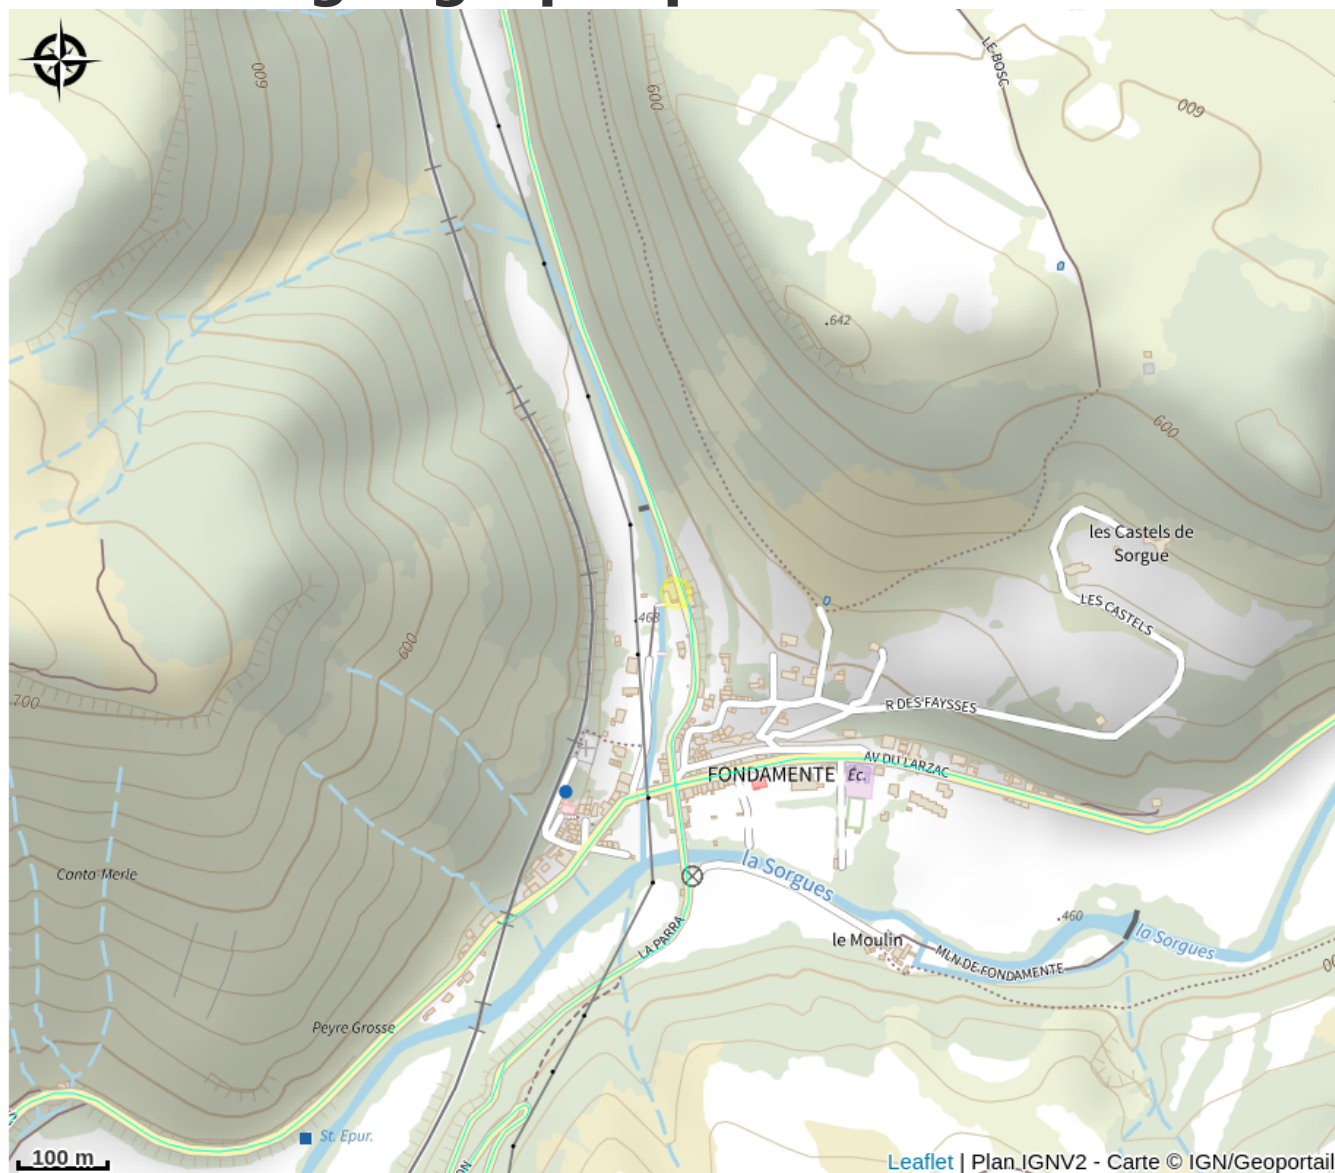 LE BOSC
600
600
600
.642
600
les Castels de
Sorgue
LES CASTELS
.468
600
700
R DES FAYSSES
AV DU LARZAC
FONDAMENTE
Éc.
la Sorgues
Canta-Merle
.460
la Sorgues
le Moulin
LA PARRA
MLN DE FONDAMENTE
Peyre Grosse
St. Epur.
100 m
Leaflet | Plan IGNV2 - Carte © IGN/Geoportail